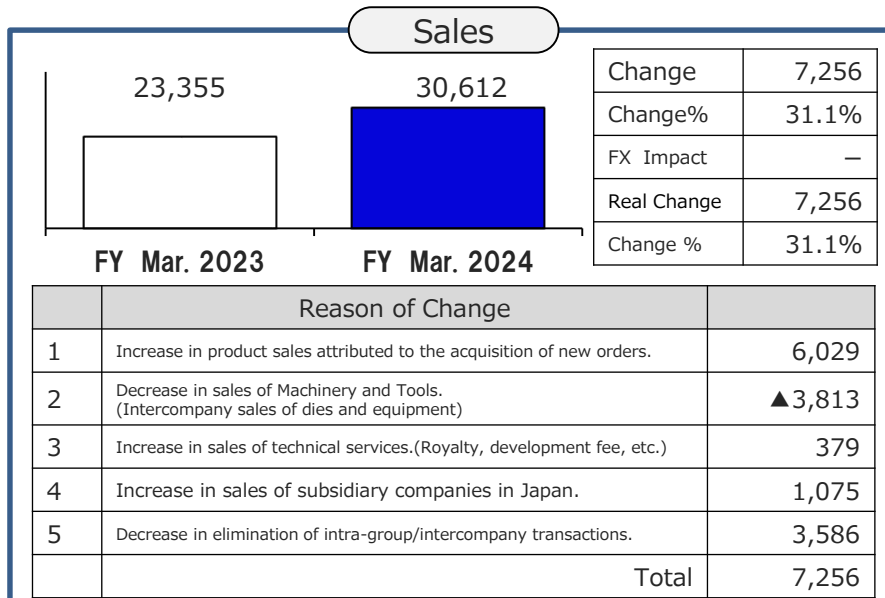 Sales
23,355
30,612
FY Mar. 2023
FY Mar. 2024
Change 7,256
Change% 31.1%
FX Impact －
Real Change 7,256
Change % 31.1%
Reason of Change
1 Increase in product sales attributed to the acquisition of new orders. 6,029
2 Decrease in sales of Machinery and Tools.
(Intercompany sales of dies and equipment) ▲3,813
3 Increase in sales of technical services.(Royalty, development fee, etc.) 379
4 Increase in sales of subsidiary companies in Japan. 1,075
5 Decrease in elimination of intra-group/intercompany transactions. 3,586
Total 7,256